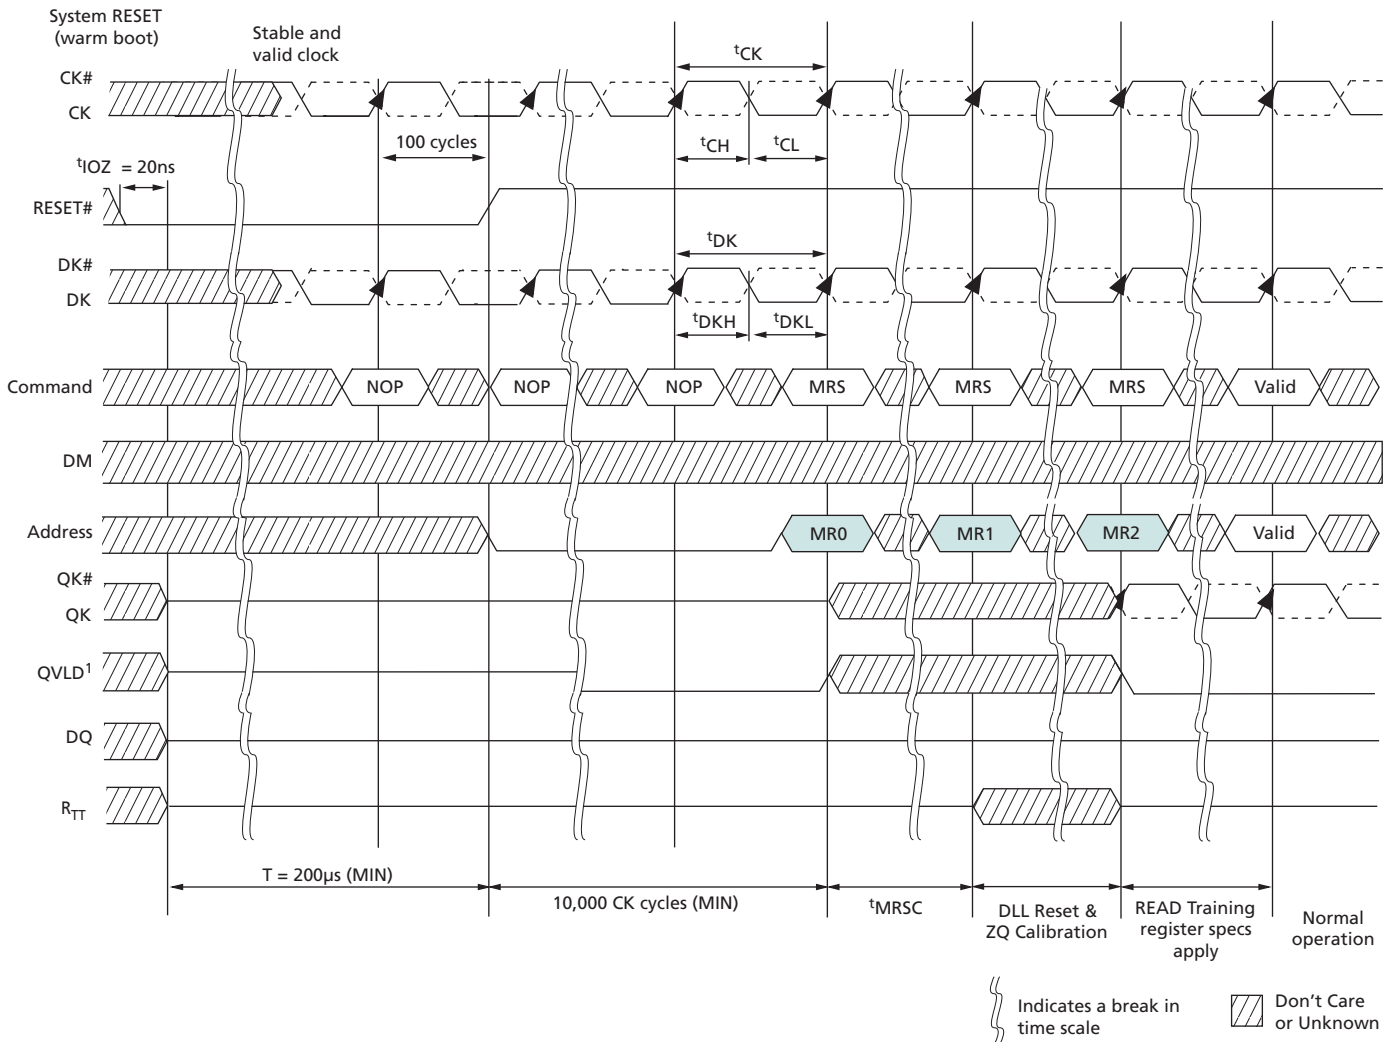 System RESET
(warm boot)
Stable and
valid clock
CK#
CK
tCK
100 cycles
tCH
tCL
tIOZ = 20ns
RESET#
DK#
DK
tDK
tDKH
tDKL
Command
NOP
NOP
NOP
MRS
MRS
MRS
Valid
DM
Address
MR0
MR1
MR2
Valid
QK#
QK
QVLD1
DQ
RTT
T = 200μs (MIN)
10,000 CK cycles (MIN)
tMRSC
DLL Reset &
ZQ Calibration
READ Training
register specs
apply
Normal
operation
Indicates a break in
time scale
Don't Care
or Unknown